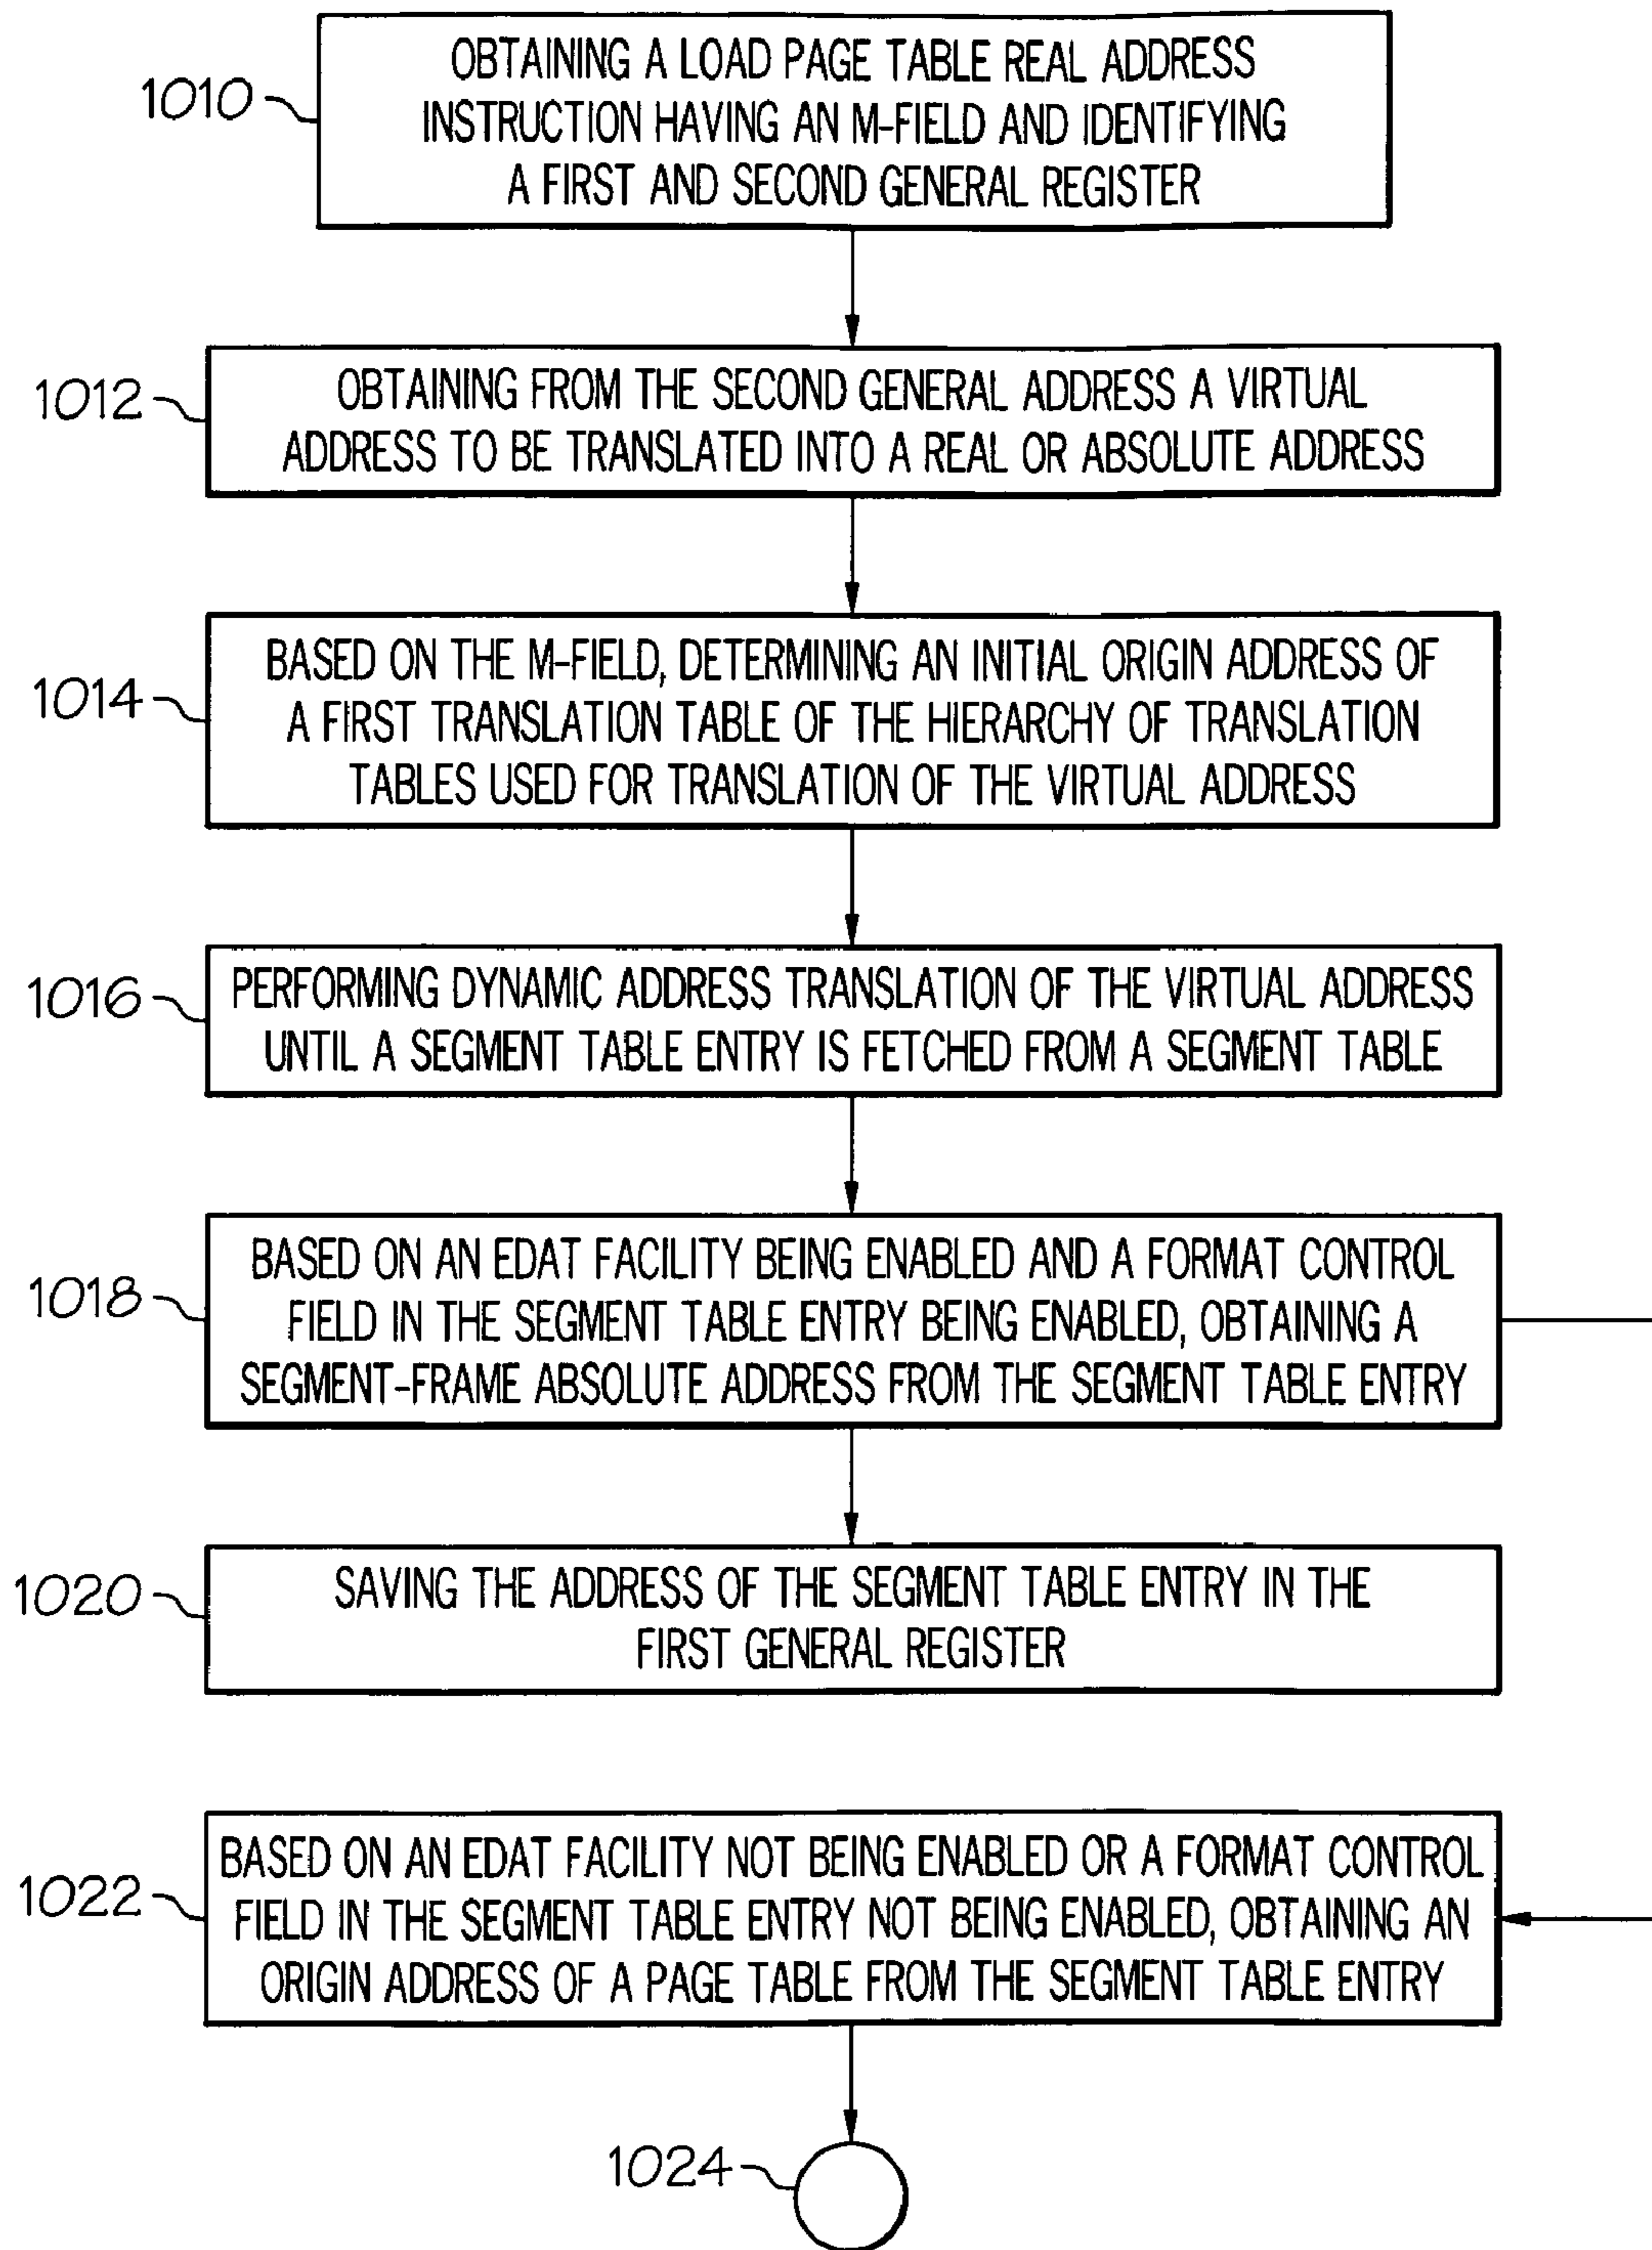 1010
OBTAINING A LOAD PAGE TABLE REAL ADDRESS
INSTRUCTION HAVING AN M-FIELD AND IDENTIFYING
A FIRST AND SECOND GENERAL REGISTER
1012
OBTAINING FROM THE SECOND GENERAL ADDRESS A VIRTUAL
ADDRESS TO BE TRANSLATED INTO A REAL OR ABSOLUTE ADDRESS
1014
BASED ON THE M-FIELD, DETERMINING AN INITIAL ORIGIN ADDRESS OF
A FIRST TRANSLATION TABLE OF THE HIERARCHY OF TRANSLATION
TABLES USED FOR TRANSLATION OF THE VIRTUAL ADDRESS
1016
PERFORMING DYNAMIC ADDRESS TRANSLATION OF THE VIRTUAL ADDRESS
UNTIL A SEGMENT TABLE ENTRY IS FETCHED FROM A SEGMENT TABLE
1018
BASED ON AN EDAT FACILITY BEING ENABLED AND A FORMAT CONTROL
FIELD IN THE SEGMENT TABLE ENTRY BEING ENABLED, OBTAINING A
SEGMENT-FRAME ABSOLUTE ADDRESS FROM THE SEGMENT TABLE ENTRY
1020
SAVING THE ADDRESS OF THE SEGMENT TABLE ENTRY IN THE
FIRST GENERAL REGISTER
1022
BASED ON AN EDAT FACILITY NOT BEING ENABLED OR A FORMAT CONTROL
FIELD IN THE SEGMENT TABLE ENTRY NOT BEING ENABLED, OBTAINING AN
ORIGIN ADDRESS OF A PAGE TABLE FROM THE SEGMENT TABLE ENTRY
1024